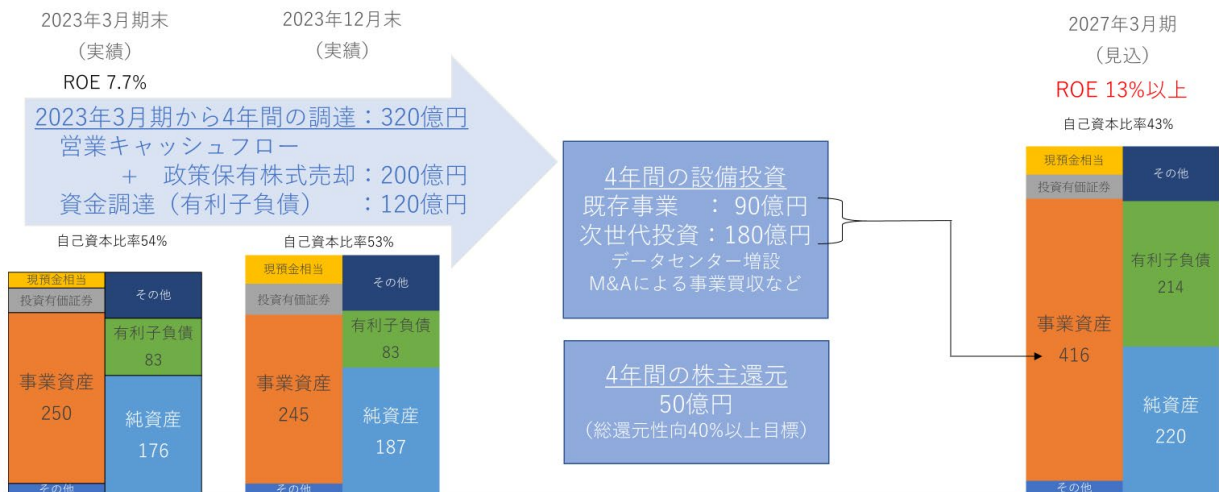 2023年3月期末
（実績）
ROE 7.7%
2023年12月末
（実績）
2023年3月期から4年間の調達：320億円
営業キャッシュフロー
+ 政策保有株式売却：200億円
資金調達（有利子負債） ：120億円
自己資本比率54%
現預金相当
投資有価証券
事業資産
250
その他
その他
有利子負債
83
純資産
176
自己資本比率53%
現預金相当
投資有価証券
事業資産
245
その他
その他
有利子負債
83
純資産
187
4年間の設備投資
既存事業 ： 90億円
次世代投資：180億円
データセンター増設
M&Aによる事業買収など
4年間の株主還元
50億円
（総還元性向40%以上目標）
2027年3月期
（見込）
ROE 13%以上
自己資本比率43%
現預金相当
投資有価証券
事業資産
416
その他
その他
有利子負債
214
純資産
220